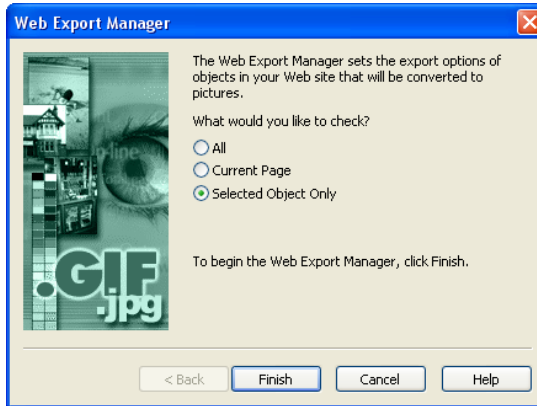 Web Export Manager
The Web Export Manager sets the export options of
objects in your Web site that will be converted to
pictures.
What would you like to check?
All
Current Page
Selected Object Only
To begin the Web Export Manager, click Finish.
.GIF
.jpg
< Back
Finish
Cancel
Help